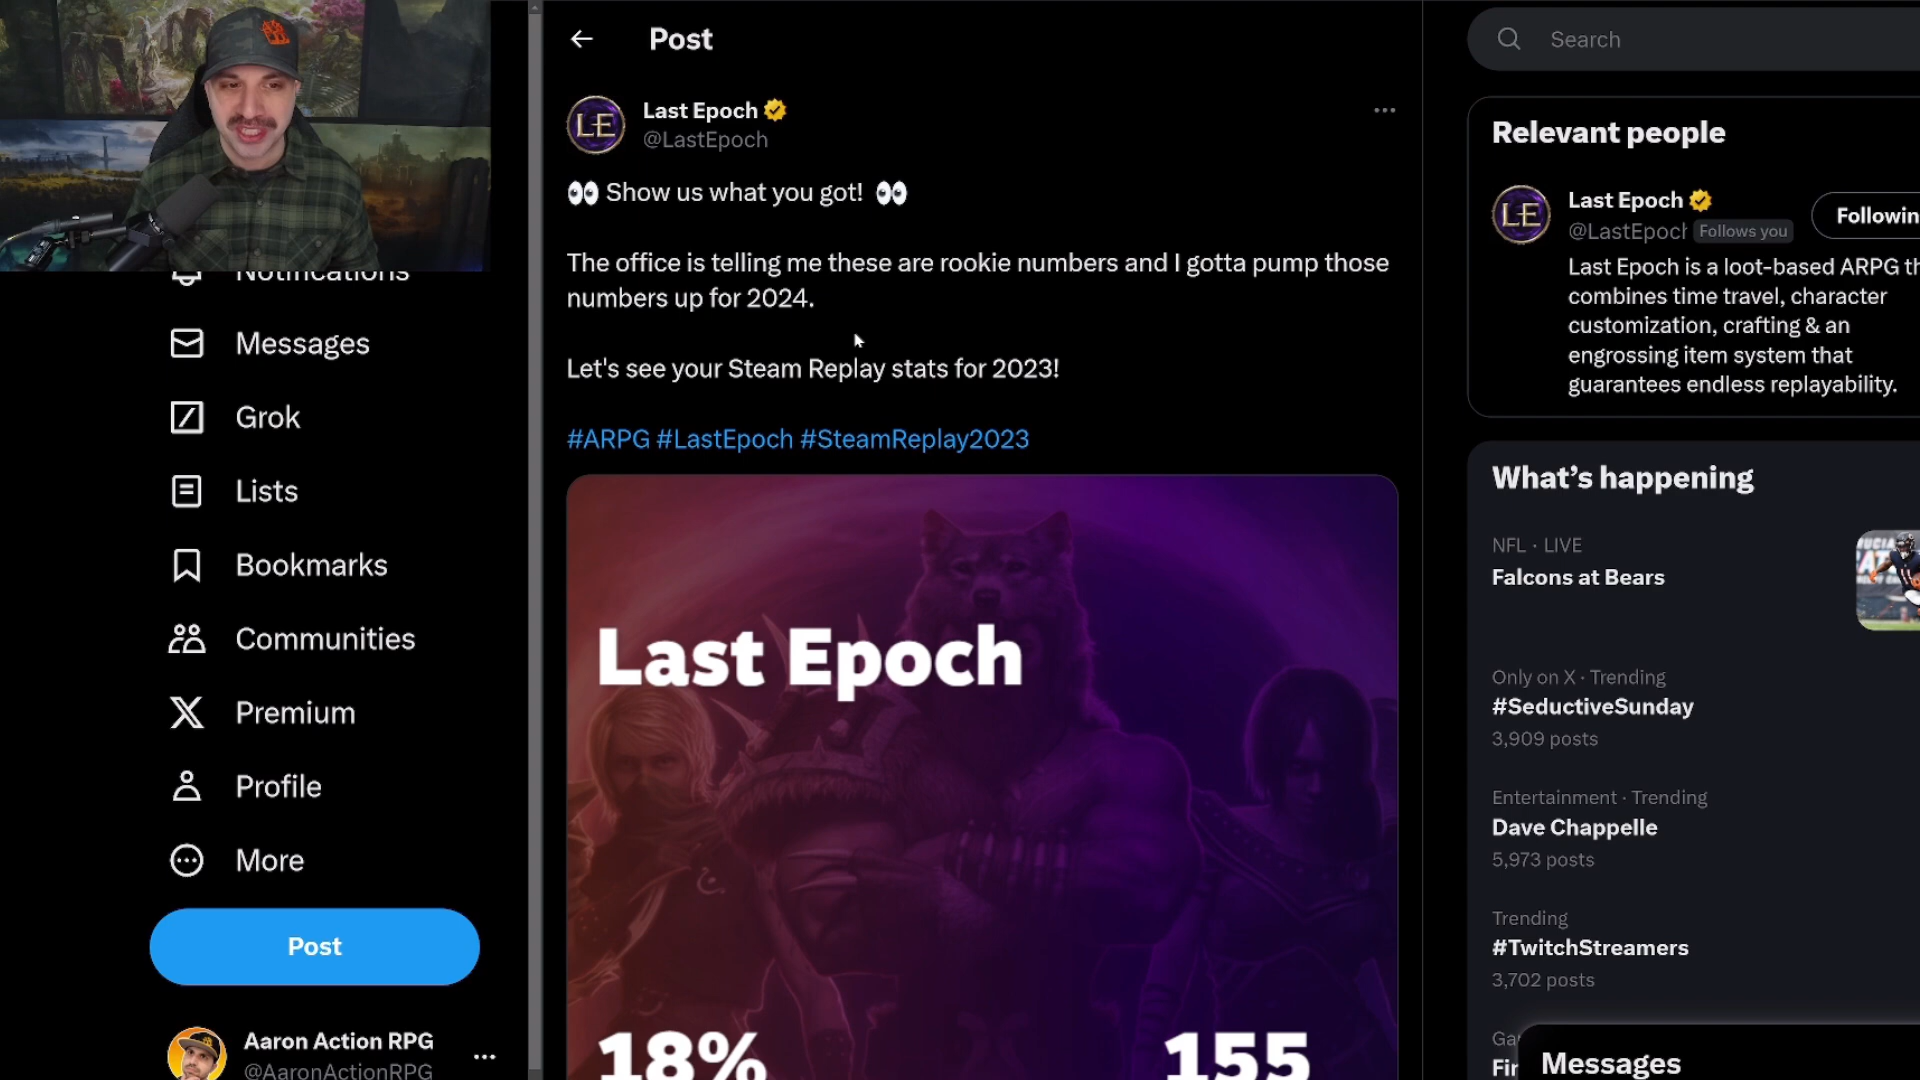 Notifications
Messages
Grok
Lists
Bookmarks
Communities
Premium
Profile
More
Post
Aaron Action RPG
@AaronActionRPG
Post
LE
Last Epoch
@LastEpoch
👀 Show us what you got! 👀
The office is telling me these are rookie numbers and I gotta pump those
numbers up for 2024.
Let's see your Steam Replay stats for 2023!
#ARPG #LastEpoch #SteamReplay2023
Last Epoch
18%
155
Search
Relevant people
LE
Last Epoch
@LastEpoch Follows you
Followin
Last Epoch is a loot-based ARPG th
combines time travel, character
customization, crafting & an
engrossing item system that
guarantees endless replayability.
What's happening
NFL · LIVE
Falcons at Bears
Only on X · Trending
#SeductiveSunday
3,909 posts
Entertainment · Trending
Dave Chappelle
5,973 posts
Trending
#TwitchStreamers
3,702 posts
Ga
Fir
Messages